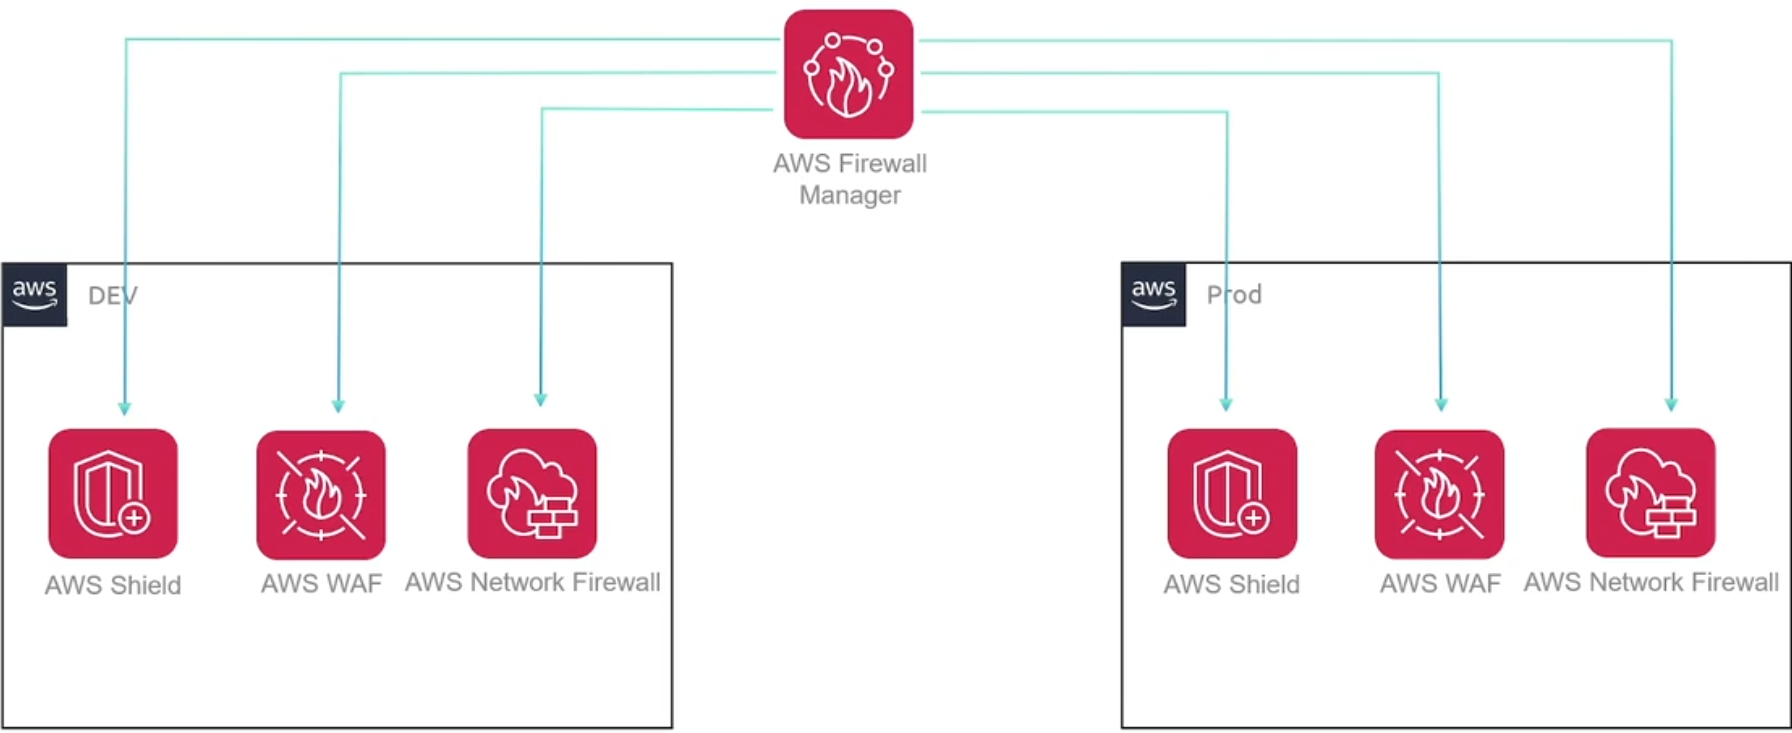 AWS Firewall
Manager
aws
DEV
aws
Prod
AWS Shield
AWS WAF
AWS Network Firewall
AWS Shield
AWS WAF
AWS Network Firewall